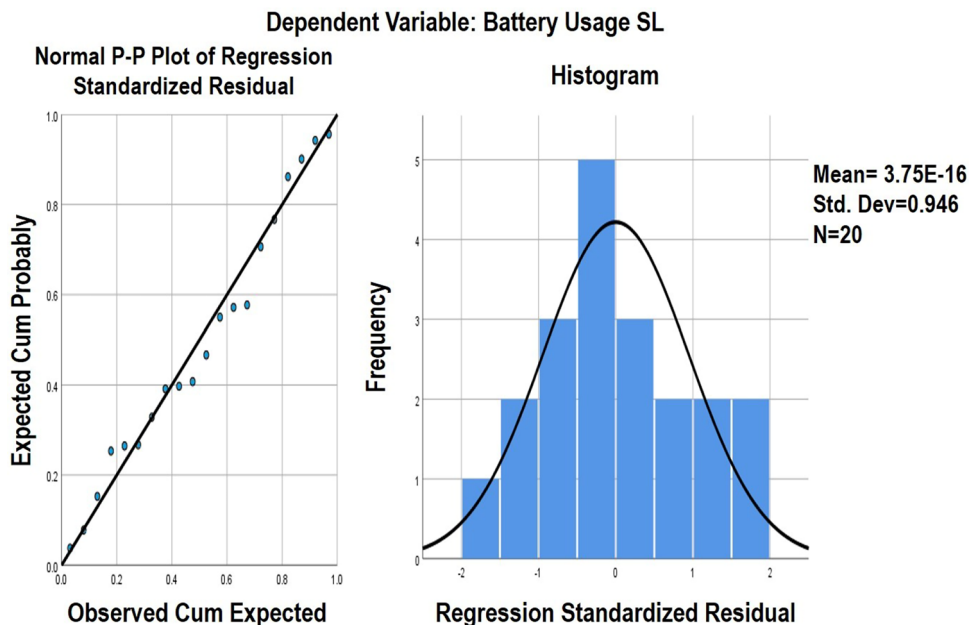 Dependent Variable: Battery Usage SL
Normal P-P Plot of Regression
Standardized Residual
1.0
0.8
0.6
0.4
0.2
0.0
0.0 0.2 0.4 0.6 0.8 1.0
Expected Cum Probably
Observed Cum Expected
Histogram
5
4
3
2
1
0
-2 -1 0 1 2
Frequency
Regression Standardized Residual
Mean= 3.75E-16
Std. Dev=0.946
N=20